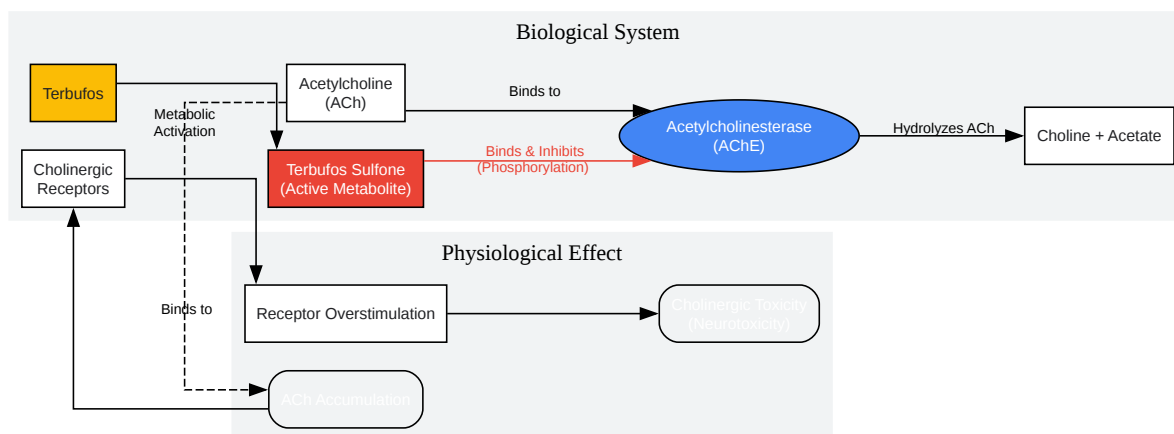 Biological System
Terbufos
Acetylcholine
(ACh)
Binds to
Metabolic
Activation
Acetylcholinesterase
(AChE)
Hydrolyzes ACh
Choline + Acetate
Cholinergic
Receptors
Terbufos Sulfone
(Active Metabolite)
Binds & Inhibits
(Phosphorylation)
Physiological Effect
Binds to
Receptor Overstimulation
Cholinergic Toxicity
(Neurotoxicity)
ACh Accumulation